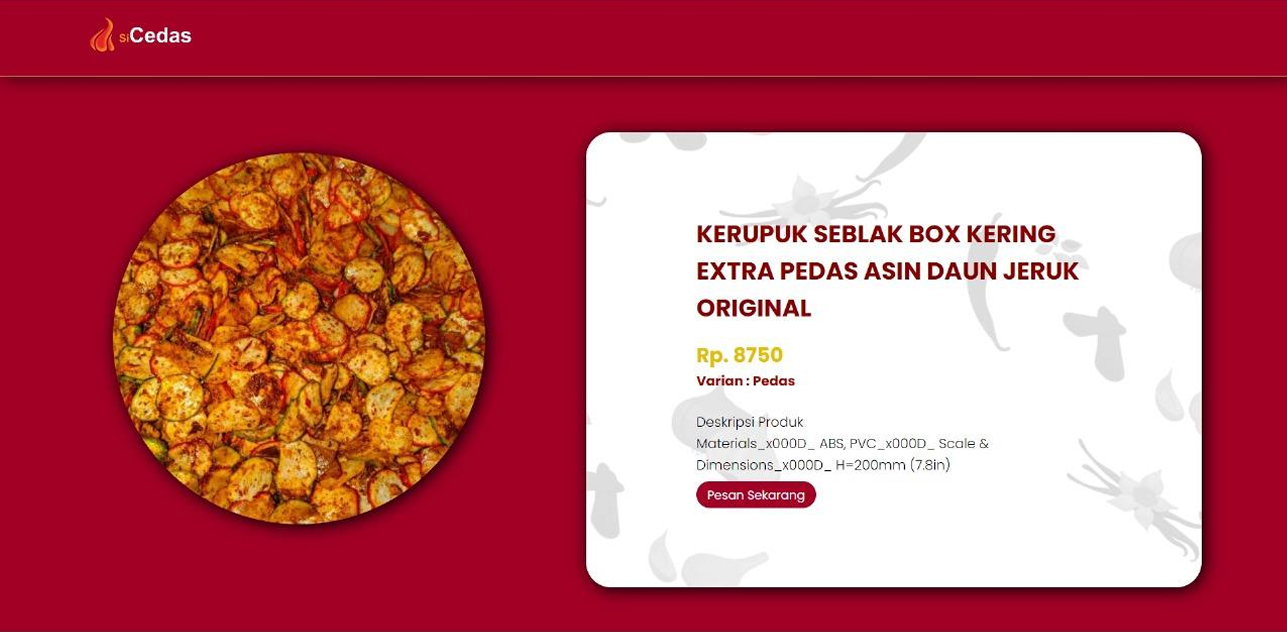 siCedas
KERUPUK SEBLAK BOX KERING
EXTRA PEDAS ASIN DAUN JERUK
ORIGINAL
Rp. 8750
Varian : Pedas
Deskripsi Produk
Materials_x000D_ ABS, PVC_x000D_ Scale &
Dimensions_x000D_ H=200mm (7.8in)
Pesan Sekarang